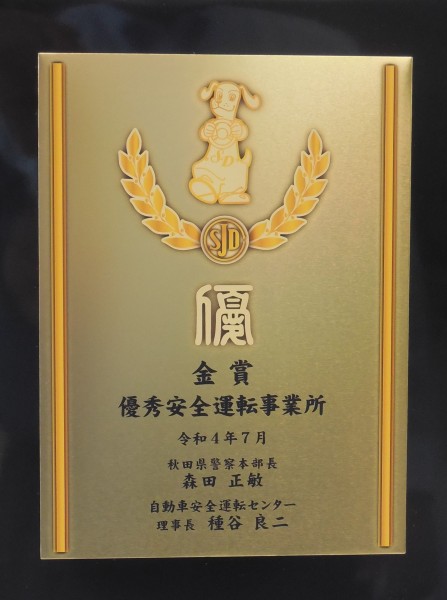 SJD
優
金賞
優秀安全運転事業所
令和4年7月
秋田県警察本部長
森田 正敏
自動車安全運転センター
理事長 種谷 良二